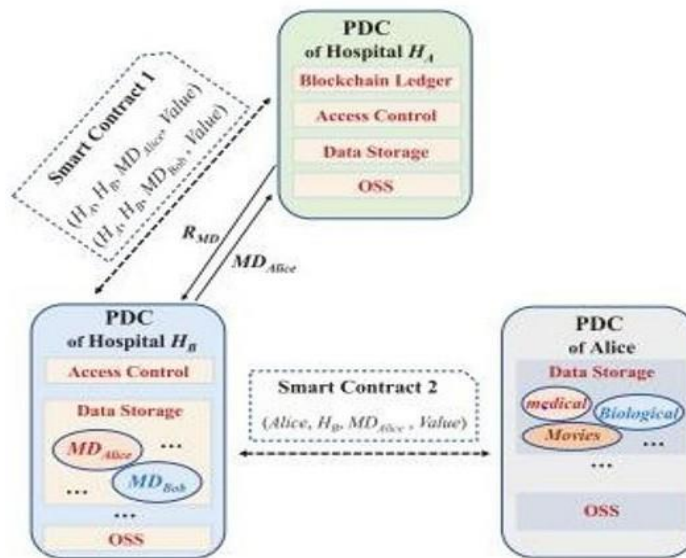 PDC
of Hospital H_A
Blockchain Ledger
Access Control
Data Storage
OSS
Smart Contract 1
(H_A, H_B, MD_Alice, Value)
(H_A, H_B, MD_Bob, Value)
R_MD
MD_Alice
PDC
of Hospital H_B
Access Control
Data Storage
MD_Alice ...
... MD_Bob
...
OSS
Smart Contract 2
(Alice, H_B, MD_Alice, Value)
PDC
of Alice
Data Storage
medical
Biological
Movies ...
...
OSS